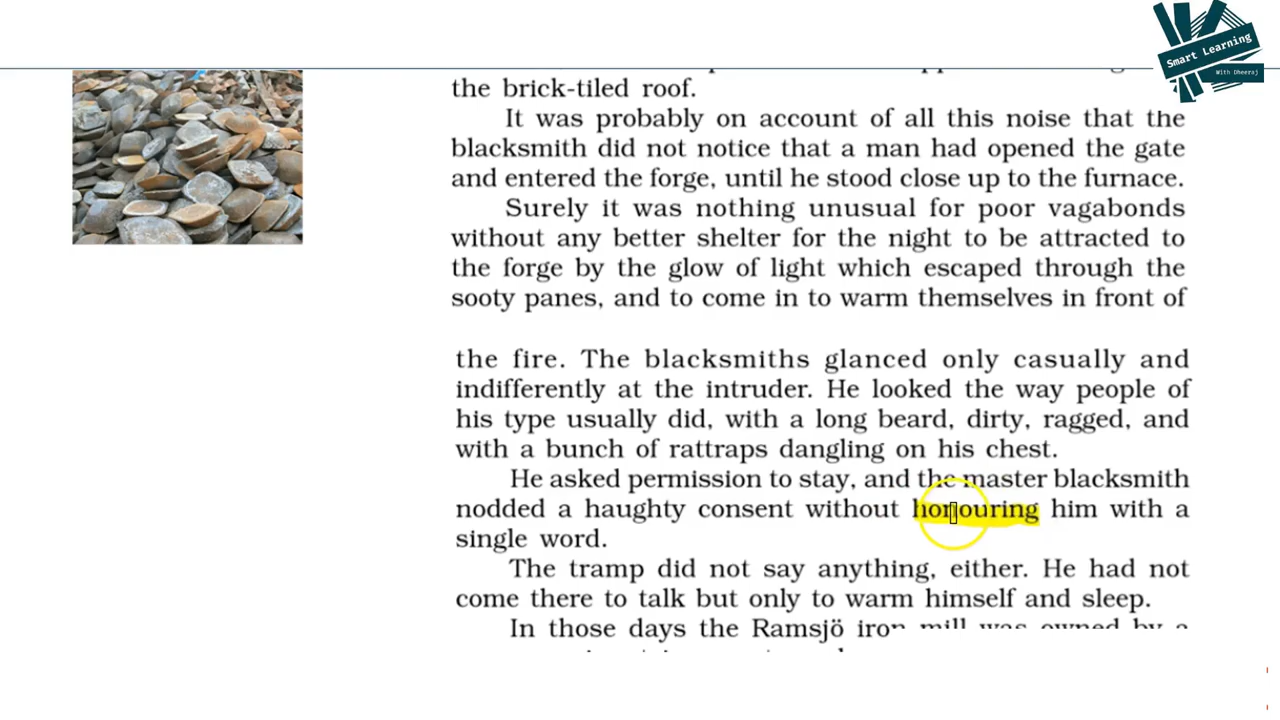 Smart Learning
With Dheeraj
the brick-tiled roof.
It was probably on account of all this noise that the
blacksmith did not notice that a man had opened the gate
and entered the forge, until he stood close up to the furnace.
Surely it was nothing unusual for poor vagabonds
without any better shelter for the night to be attracted to
the forge by the glow of light which escaped through the
sooty panes, and to come in to warm themselves in front of
the fire. The blacksmiths glanced only casually and
indifferently at the intruder. He looked the way people of
his type usually did, with a long beard, dirty, ragged, and
with a bunch of rattraps dangling on his chest.
He asked permission to stay, and the master blacksmith
nodded a haughty consent without honouring him with a
single word.
The tramp did not say anything, either. He had not
come there to talk but only to warm himself and sleep.
In those days the Ramsjö iron mill was owned by a